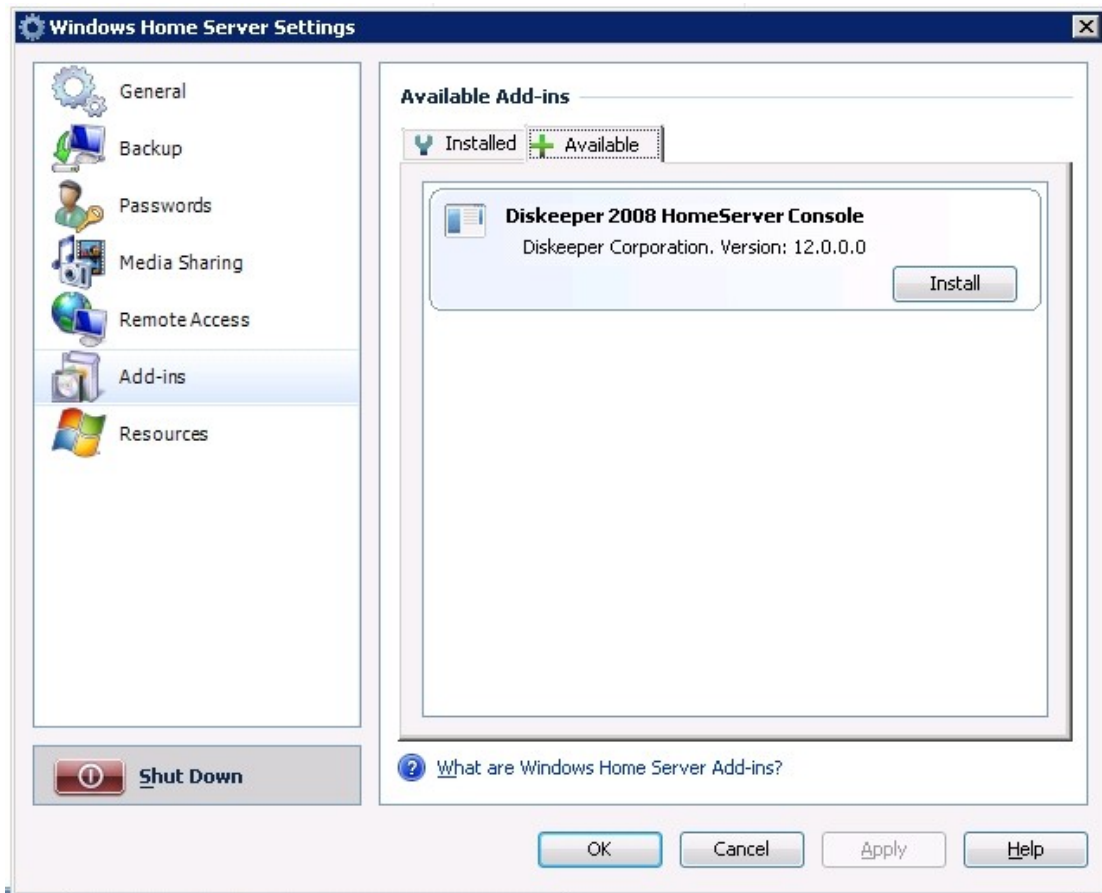 Windows Home Server Settings
General
Backup
Passwords
Media Sharing
Remote Access
Add-ins
Resources
Shut Down
Available Add-ins
Installed
Available
Diskeeper 2008 HomeServer Console
Diskeeper Corporation. Version: 12.0.0.0
Install
What are Windows Home Server Add-ins?
OK
Cancel
Apply
Help